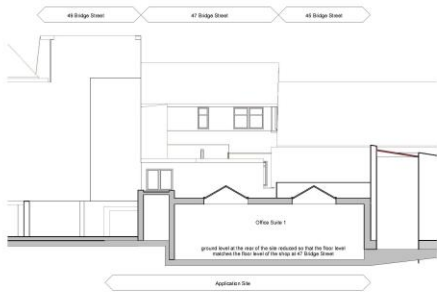 46 Bridge Street
47 Bridge Street
45 Bridge Street
Office Suite 1
ground level at the rear of the site reduced so that the floor level
matches the floor level of the shop at 47 Bridge Street
Application Site